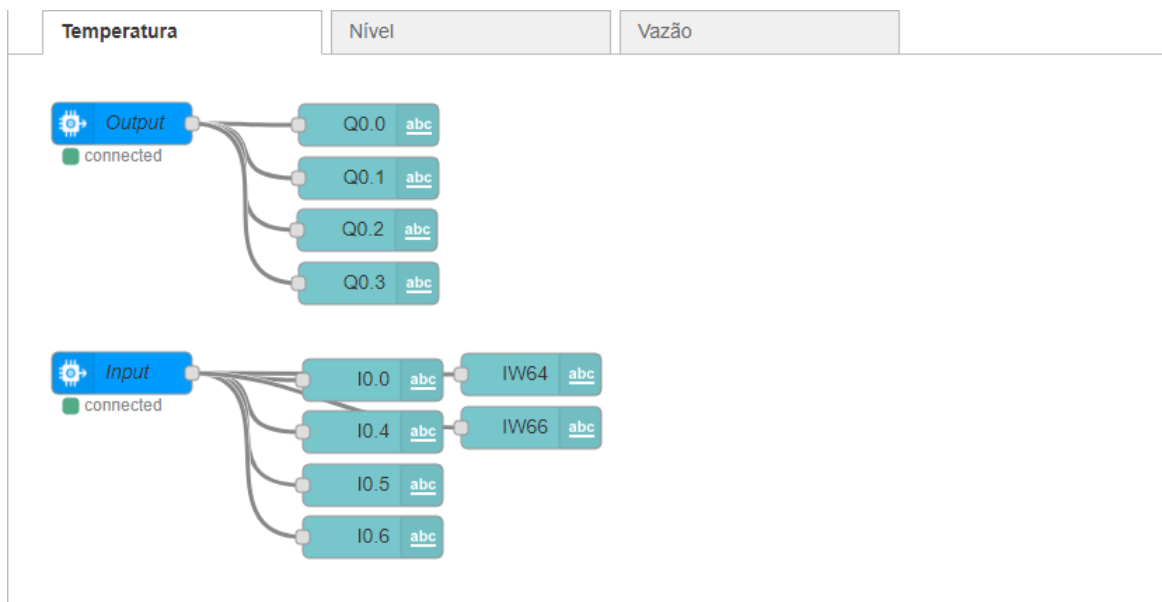 Temperatura
Nível
Vazão
Output
connected
Q0.0 abc
Q0.1 abc
Q0.2 abc
Q0.3 abc
Input
connected
I0.0 abc
IW64 abc
I0.4 abc
IW66 abc
I0.5 abc
I0.6 abc